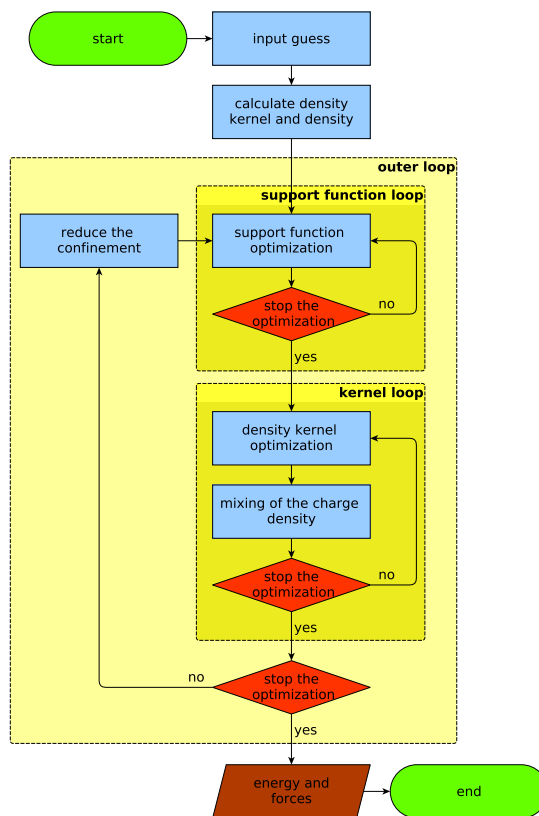 start
input guess
calculate density
kernel and density
outer loop
support function loop
reduce the
confinement
support function
optimization
no
stop the
optimization
yes
kernel loop
density kernel
optimization
mixing of the charge
density
no
stop the
optimization
yes
no
stop the
optimization
yes
energy and
forces
end